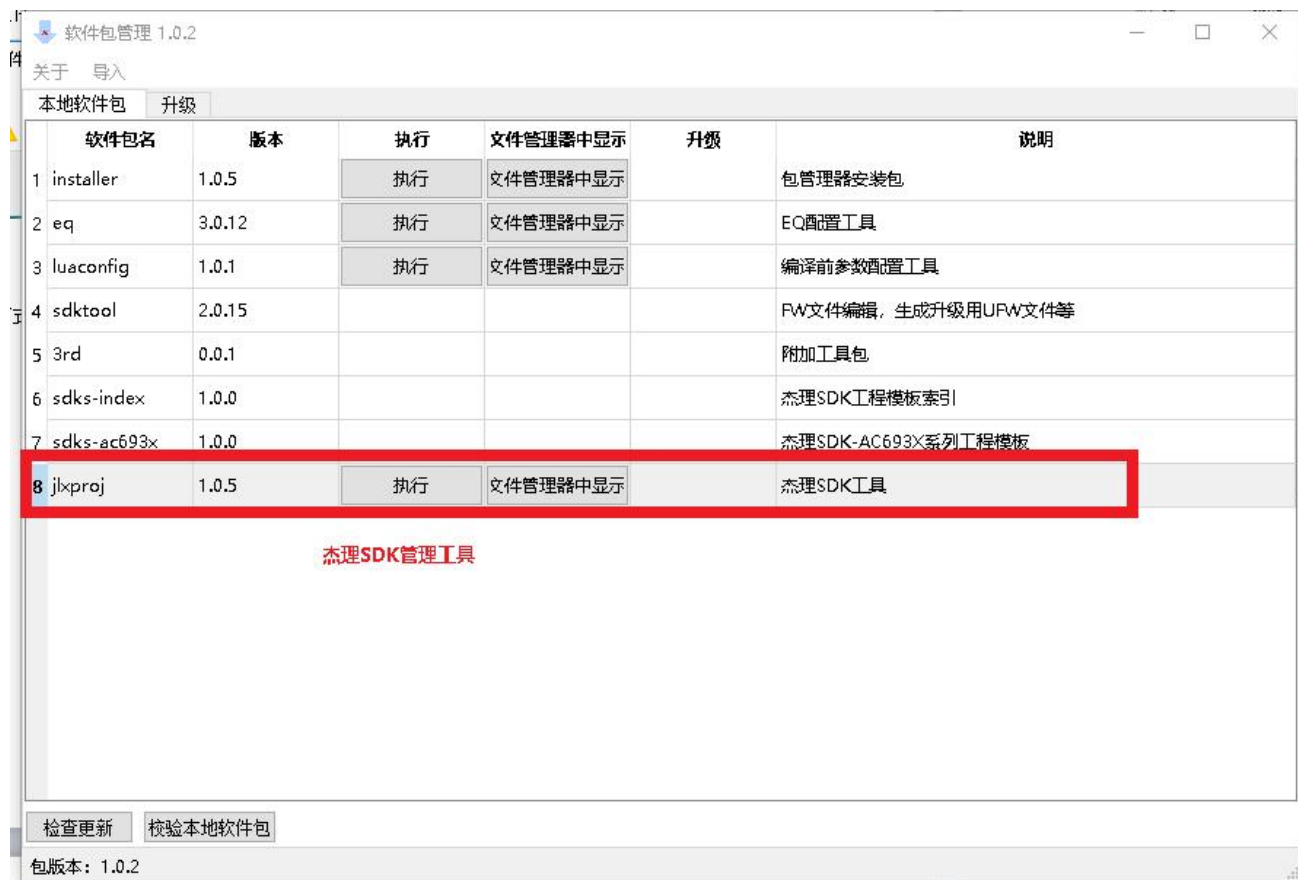 软件包管理 1.0.2
关于 导入
本地软件包 升级
软件包名 版本 执行 文件管理器中显示 升级 说明
1 installer 1.0.5 执行 文件管理器中显示 包管理器安装包
2 eq 3.0.12 执行 文件管理器中显示 EQ配置工具
3 luaconfig 1.0.1 执行 文件管理器中显示 编译前参数配置工具
4 sdktool 2.0.15 FW文件编辑，生成升级用UFW文件等
5 3rd 0.0.1 附加工具包
6 sdks-index 1.0.0 杰理SDK工程模板索引
7 sdks-ac693x 1.0.0 杰理SDK-AC693X系列工程模板
8 jlxproj 1.0.5 执行 文件管理器中显示 杰理SDK工具
杰理SDK管理工具
检查更新 校验本地软件包
包版本：1.0.2